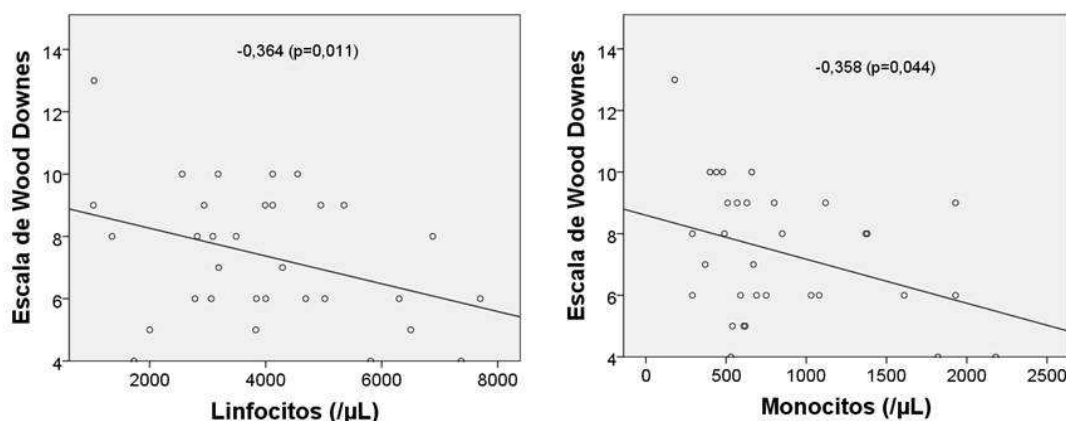 Escala de Wood Downes
14
12
10
8
6
4
-0,364 (p=0,011)
2000 4000 6000 8000
Linfocitos (/µL)
Escala de Wood Downes
14
12
10
8
6
4
-0,358 (p=0,044)
0 500 1000 1500 2000 2500
Monocitos (/µL)